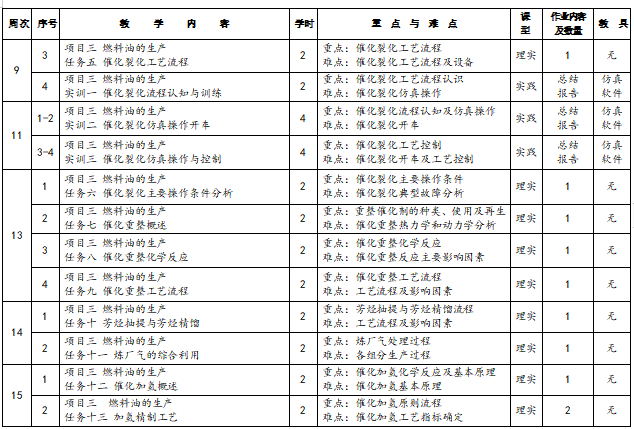 周次 序号 教 学 内 容 学时 重 点 与 难 点 课型 作业内容及数量 教 具
9 3 项目三 燃料油的生产 2 重点：催化裂化工艺流程 理实 1 无
任务五 催化裂化工艺流程 难点：催化裂化工艺流程及设备
4 项目三 燃料油的生产 2 重点：催化裂化工艺流程认识 实践 总结报告 仿真软件
实训一 催化裂化流程认知与训练 难点：催化裂化仿真操作
11 1-2 项目三 燃料油的生产 4 重点：催化裂化流程认知及仿真操作 实践 总结报告 仿真软件
实训二 催化裂化仿真操作开车 难点：催化裂化开车
3-4 项目三 燃料油的生产 4 重点：催化裂化工艺控制 实践 总结报告 仿真软件
实训三 催化裂化仿真操作与控制 难点：催化裂化开车及工艺控制
13 1 项目三 燃料油的生产 2 重点：催化裂化主要操作条件 理实 1 无
任务六 催化裂化主要操作条件分析 难点：催化裂化典型故障分析
2 项目三 燃料油的生产 2 重点：重整催化制的种类、使用及再生 理实 1 无
任务七 催化重整概述 难点：催化重整热力学和动力学分析
3 项目三 燃料油的生产 2 重点：催化重整化学反应 理实 1 无
任务八 催化重整化学反应 难点：催化重整反应主要影响因素
4 项目三 燃料油的生产 2 重点：催化重整工艺流程 理实 1 无
任务九 催化重整工艺流程 难点：工艺流程及影响因素
14 1 项目三 燃料油的生产 2 重点：芳烃抽提与芳烃精馏流程 理实 1 无
任务十 芳烃抽提与芳烃精馏 难点：工艺流程及影响因素
2 项目三 燃料油的生产 2 重点：炼厂气处理过程 理实 1 无
任务十一 炼厂气的综合利用 难点：各组分生产过程
15 1 项目三 燃料油的生产 2 重点：催化加氢化学反应及基本原理 理实 1 无
任务十二 催化加氢概述 难点：催化加氢基本原理
2 项目三 燃料油的生产 2 重点：催化加氢原则流程 理实 2 无
任务十三 加氢精制工艺 难点：催化加氢工艺指标确定